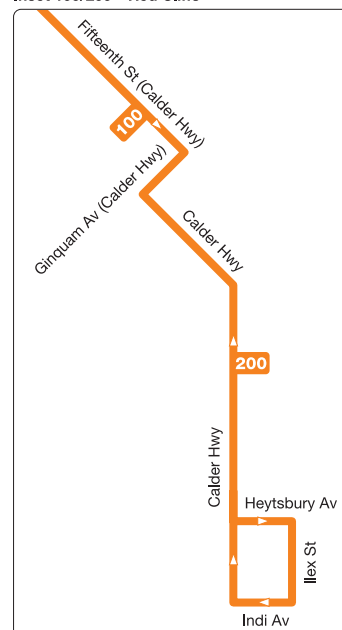 Fifteenth St (Calder Hwy)
100
Ginquam Av (Calder Hwy)
Calder Hwy
200
Calder Hwy
Heytsbury Av
Ilex St
Indi Av